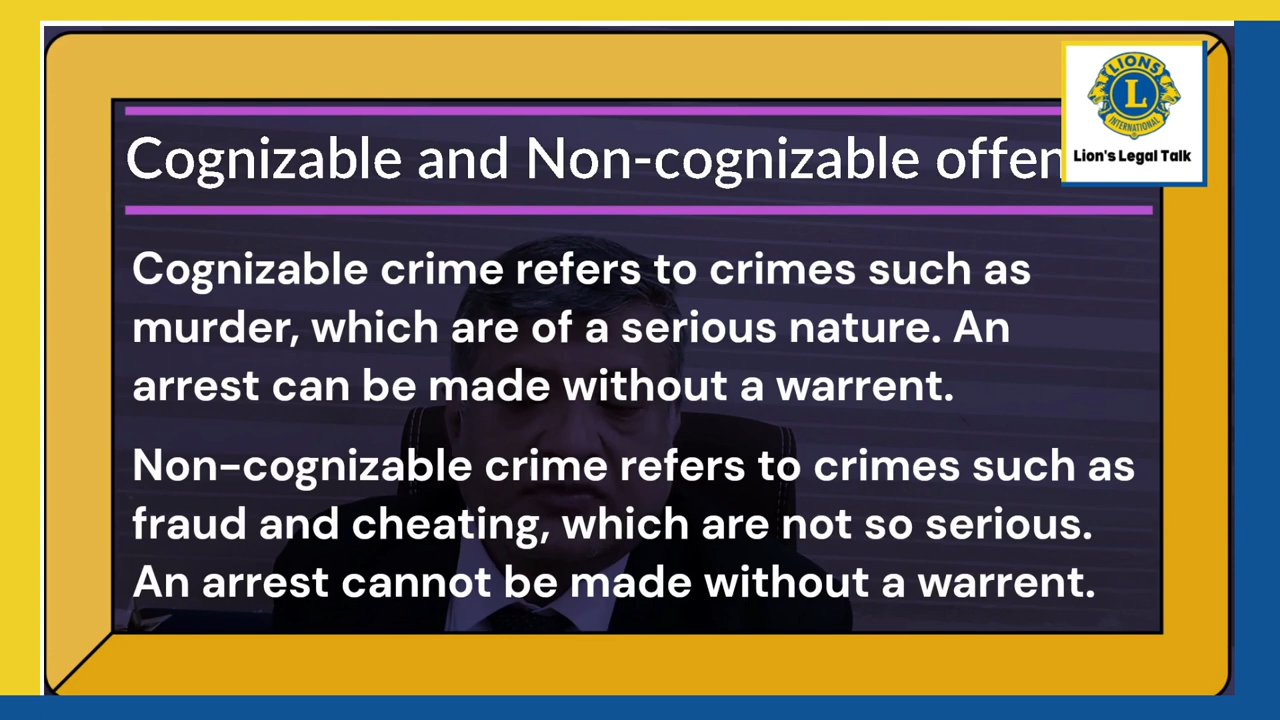 LIONS
L
INTERNATIONAL
Lion's Legal Talk
Cognizable and Non-cognizable offen
Cognizable crime refers to crimes such as
murder, which are of a serious nature. An
arrest can be made without a warrent.
Non-cognizable crime refers to crimes such as
fraud and cheating, which are not so serious.
An arrest cannot be made without a warrent.